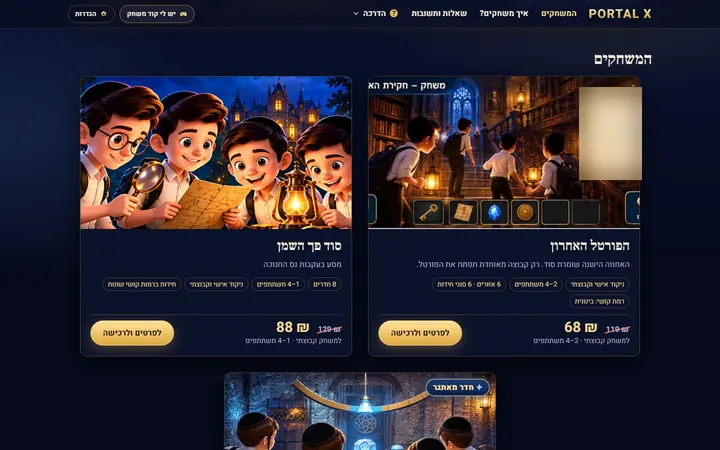 PORTAL X
המשחקים
איך משחקים?
שאלות ותשובות
הדרכה
יש לי קוד משחק
הגדרות
המשחקים
משחק – חקירת הא
הפורטל האחרון
האחוזה הישנה שומרת סוד. רק קבוצה מאוחדת תפתח את הפורטל.
ניקוד אישי וקבוצתי
2–4 משתתפים
6 אזורים · 6 סוגי חידות
רמת קושי: בינונית
119 ₪ 68 ₪
למשחק קבוצתי · 2–4 משתתפים
לפרטים ולרכישה
סוד פך השמן
מסע בעקבות נס החנוכה
8 חדרים
1–4 משתתפים
ניקוד אישי וקבוצתי
חידות ברמות קושי שונות
129 ₪ 88 ₪
למשחק קבוצתי · 1–4 משתתפים
לפרטים ולרכישה
חדר מאתגר